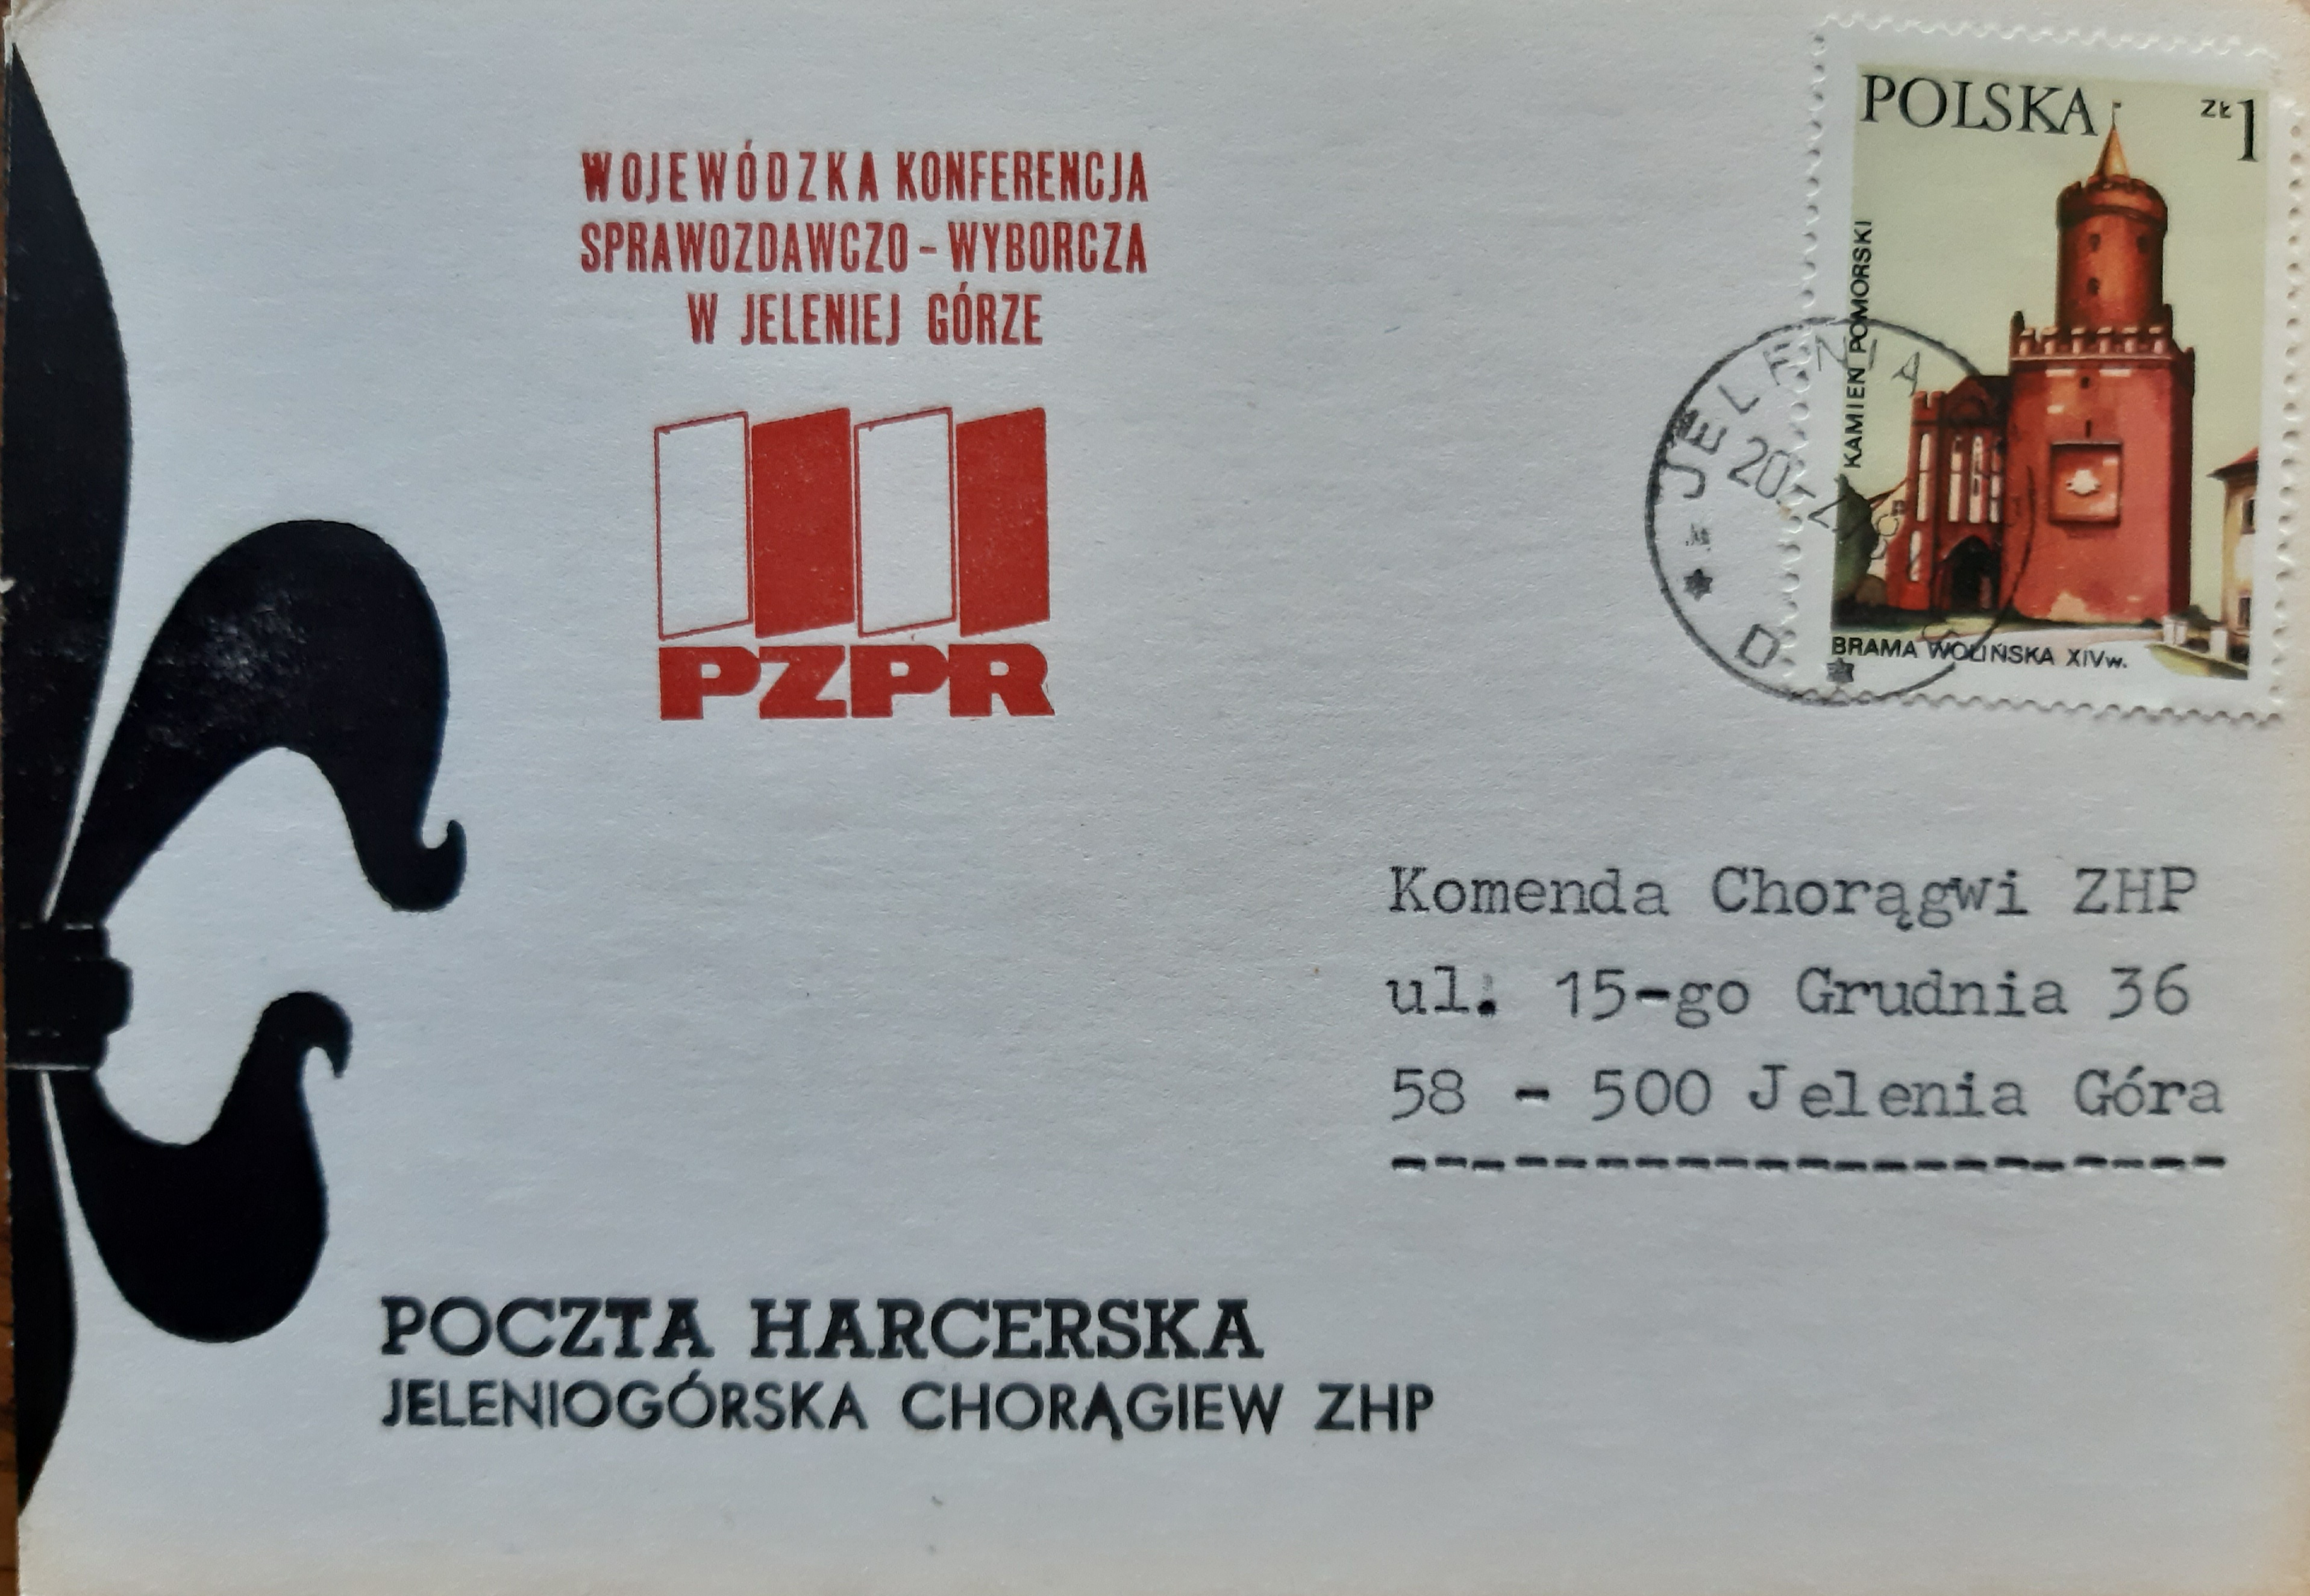 WOJEWÓDZKA KONFERENCJA
SPRAWOZDAWCZO - WYBORCZA
W JELENIEJ GÓRZE
PZPR
POLSKA ZŁ 1
KAMIEŃ POMORSKI
BRAMA WOLIŃSKA XIVw.
JELENIA
20.
D
Komenda Chorągwi ZHP
ul. 15-go Grudnia 36
58 - 500 Jelenia Góra
POCZTA HARCERSKA
JELENIOGÓRSKA CHORĄGIEW ZHP